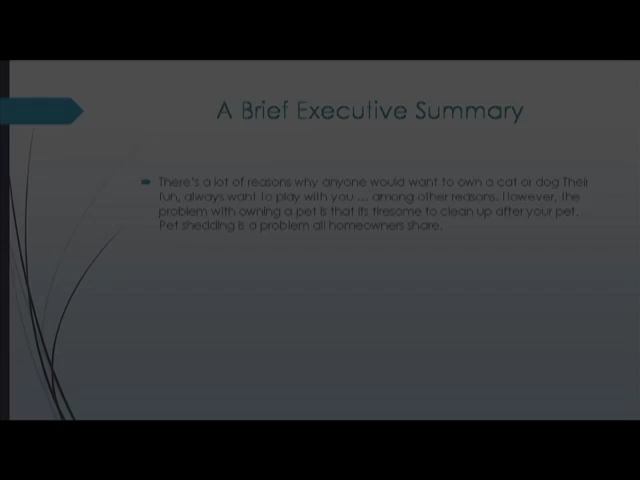 A Brief Executive Summary
There's a lot of reasons why anyone would want to own a cat or dog Their
fun, always want to play with you ... among other reasons. However, the
problem with owning a pet is that its tiresome to clean up after your pet.
Pet shedding is a problem all homeowners share.